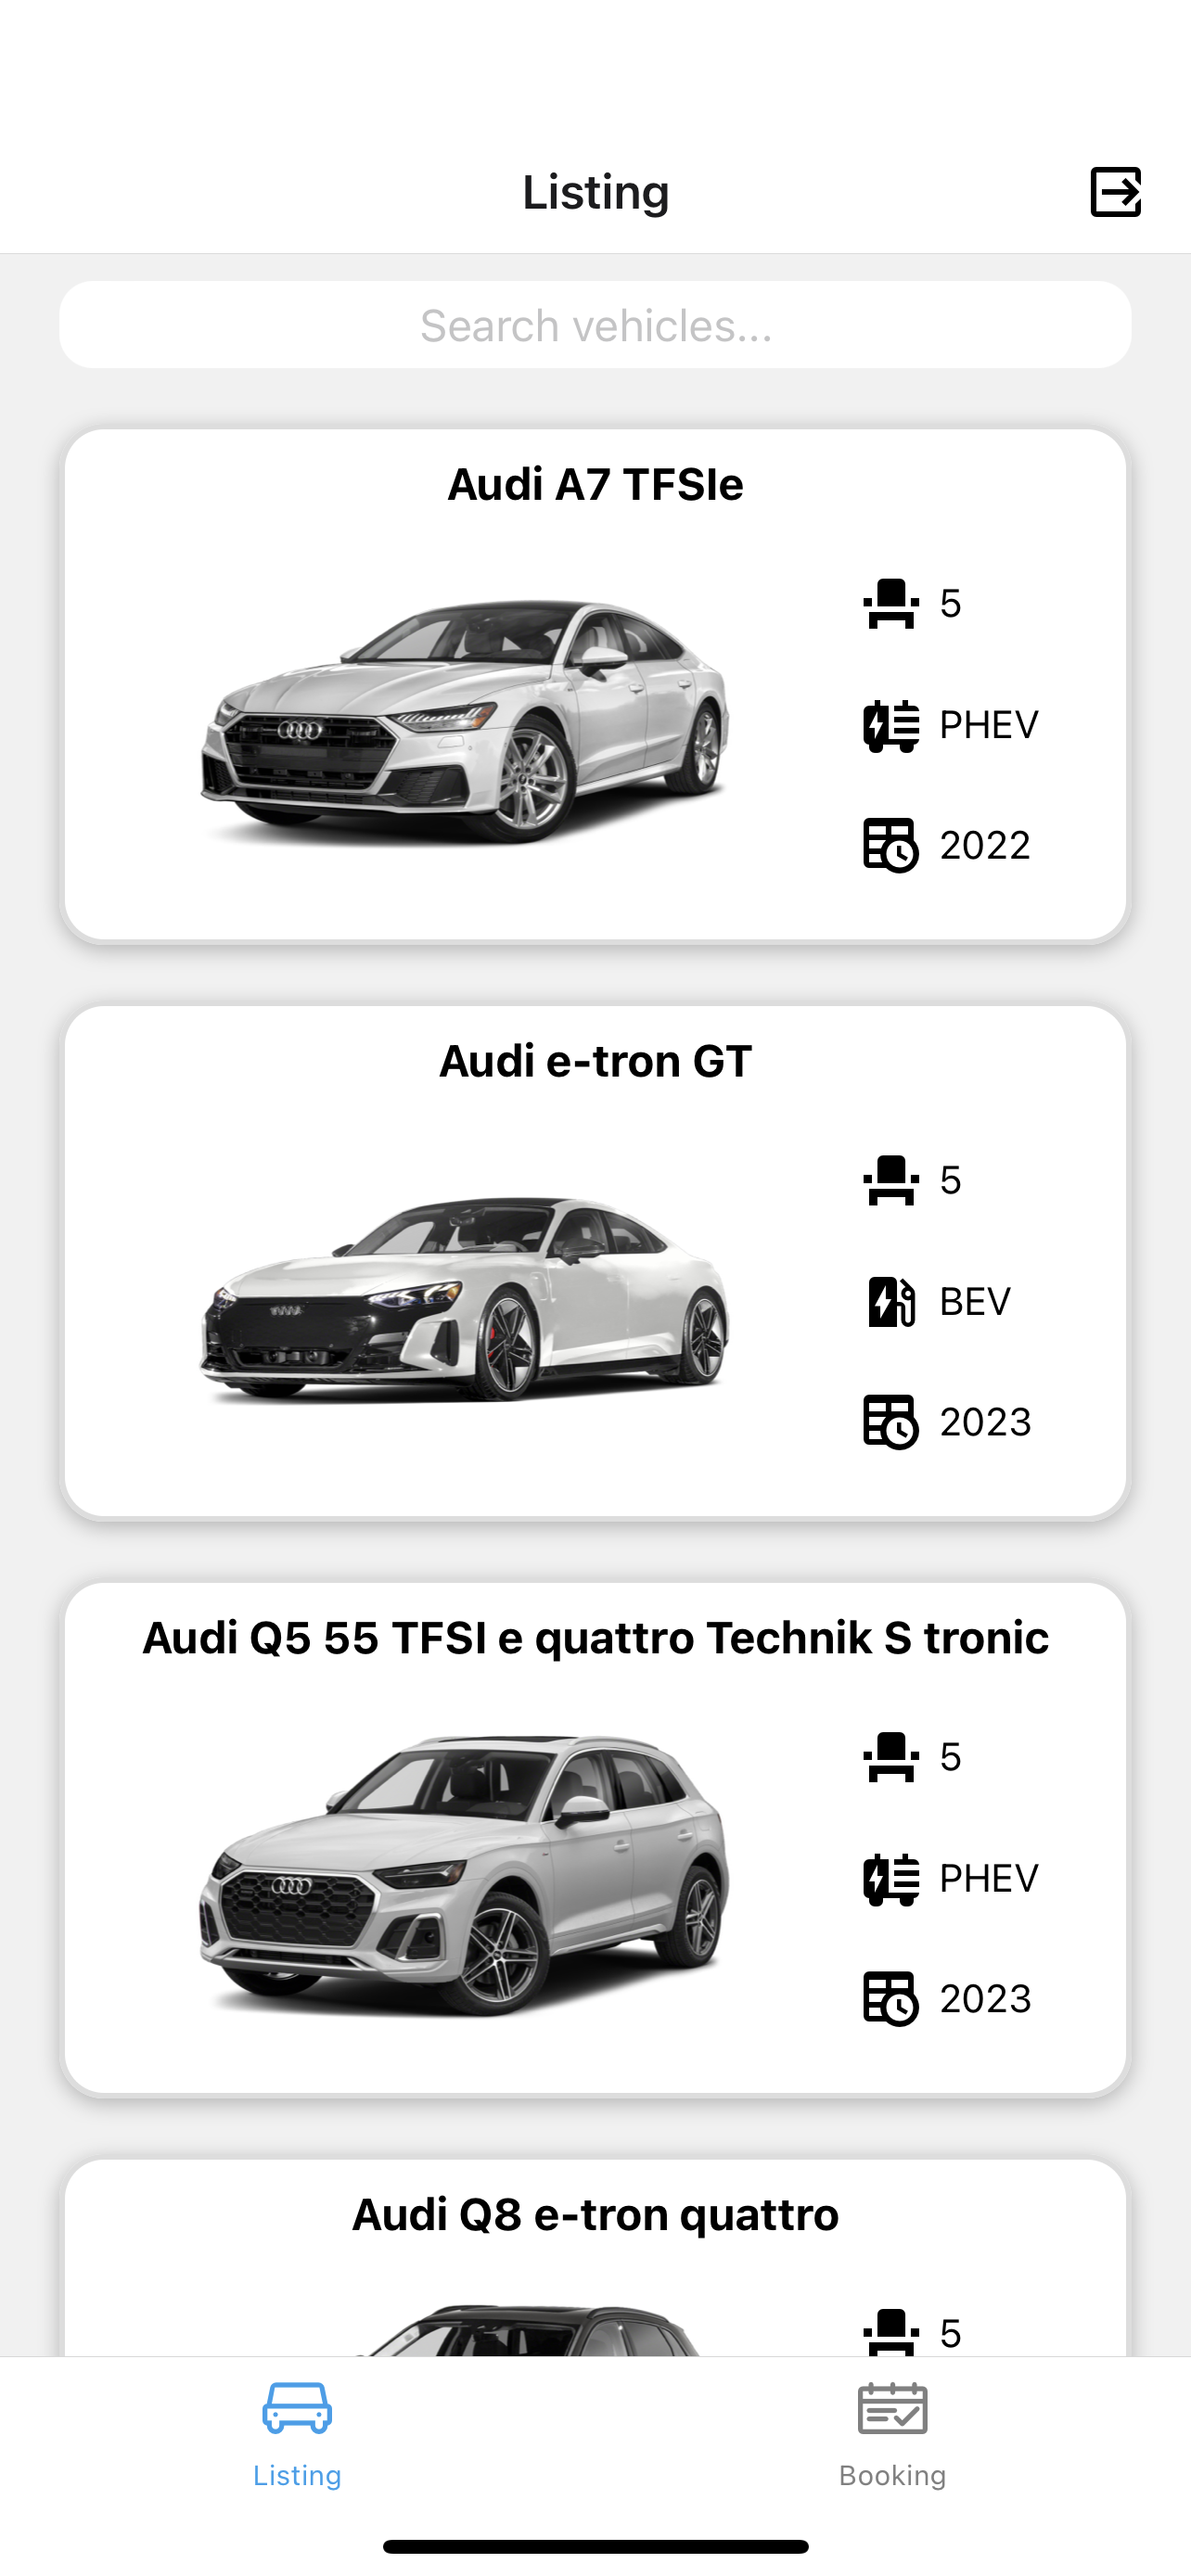 Listing
Search vehicles...
Audi A7 TFSIe
5
PHEV
2022
Audi e-tron GT
5
BEV
2023
Audi Q5 55 TFSI e quattro Technik S tronic
5
PHEV
2023
Audi Q8 e-tron quattro
5
Listing
Booking